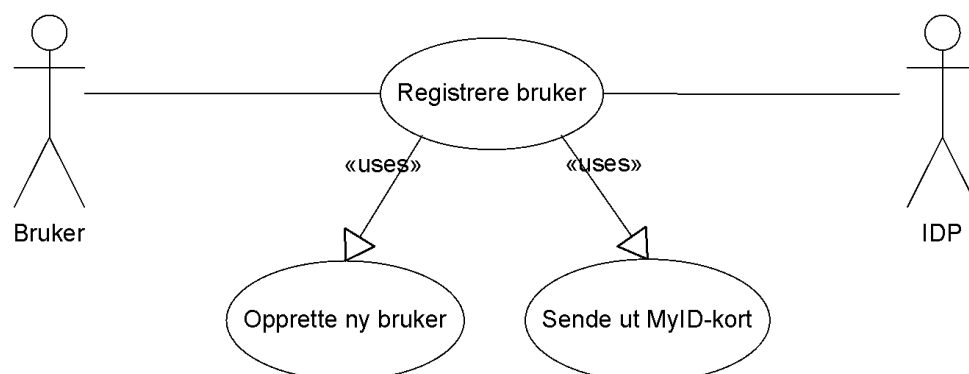 Registrere bruker
«uses» «uses»
Bruker
IDP
Opprette ny bruker
Sende ut MyID-kort